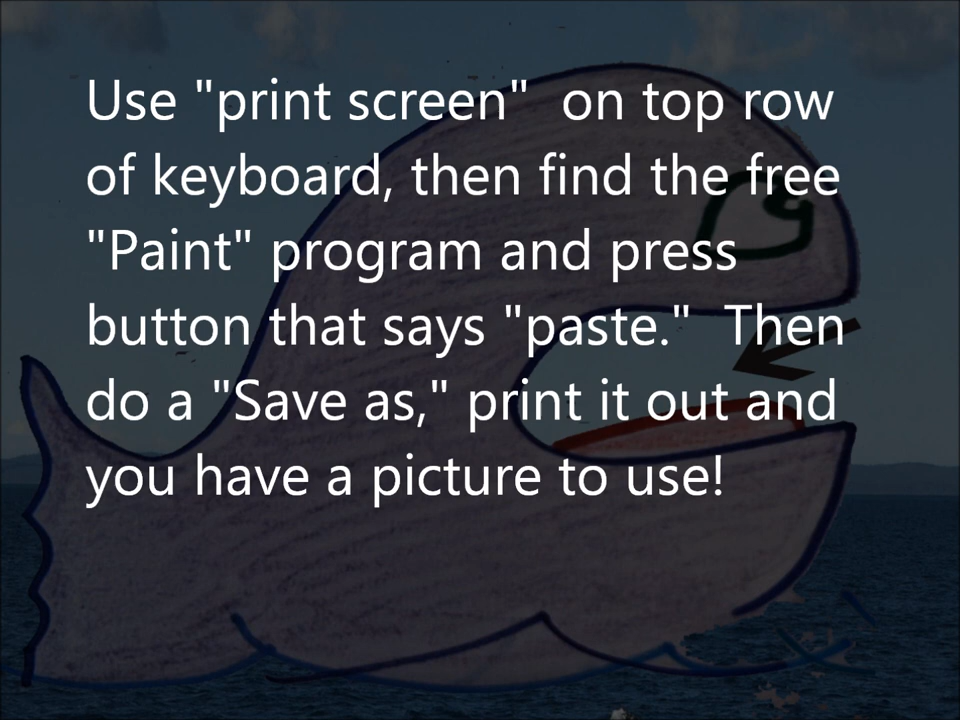 Use "print screen"  on top row
of keyboard, then find the free
"Paint" program and press
button that says "paste."  Then
do a "Save as," print it out and
you have a picture to use!